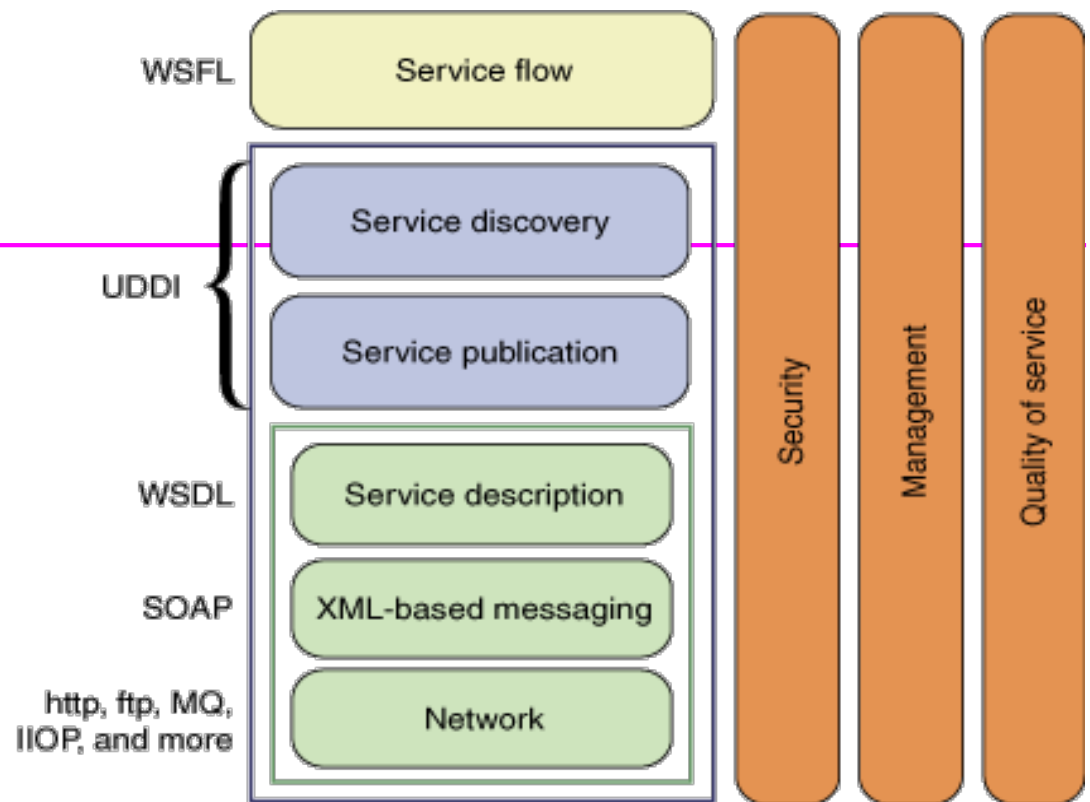 WSFL
Service flow
Service discovery
UDDI
Service publication
WSDL
Service description
SOAP
XML-based messaging
http, ftp, MQ,
IIOP, and more
Network
Security
Management
Quality of service